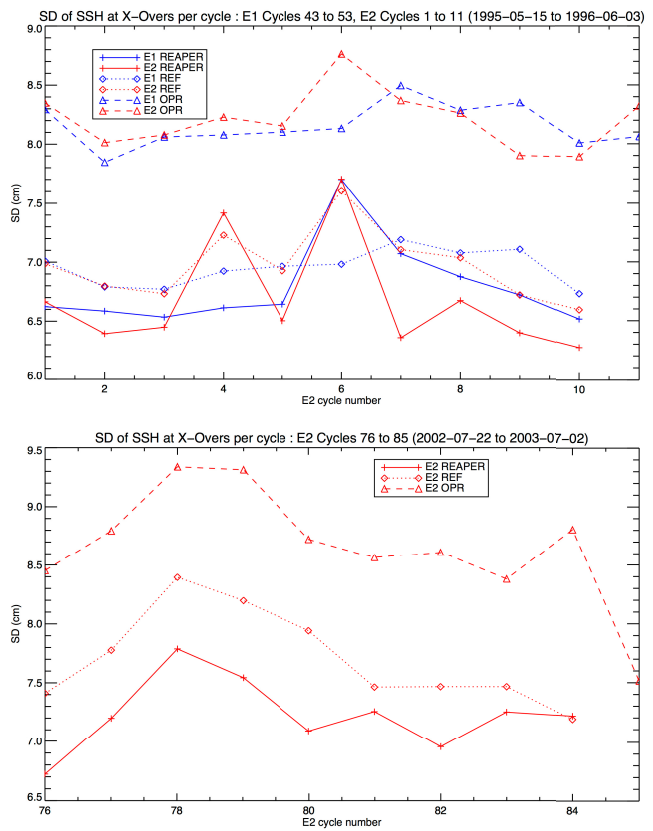 SD of SSH at X-Overs per cycle : E1 Cycles 43 to 53, E2 Cycles 1 to 11 (1995-05-15 to 1996-06-03)
9.0
E1 REAPER
E2 REAPER
E1 REF
E2 REF
E1 OPR
E2 OPR
8.5
8.0
7.5
SD (cm)
7.0
6.5
6.0
2 4 6 8 10
E2 cycle number
SD of SSH at X-Overs per cycle : E2 Cycles 76 to 85 (2002-07-22 to 2003-07-02)
9.5
E2 REAPER
E2 REF
E2 OPR
9.0
8.5
8.0
SD (cm)
7.5
7.0
6.5
76 78 80 82 84
E2 cycle number